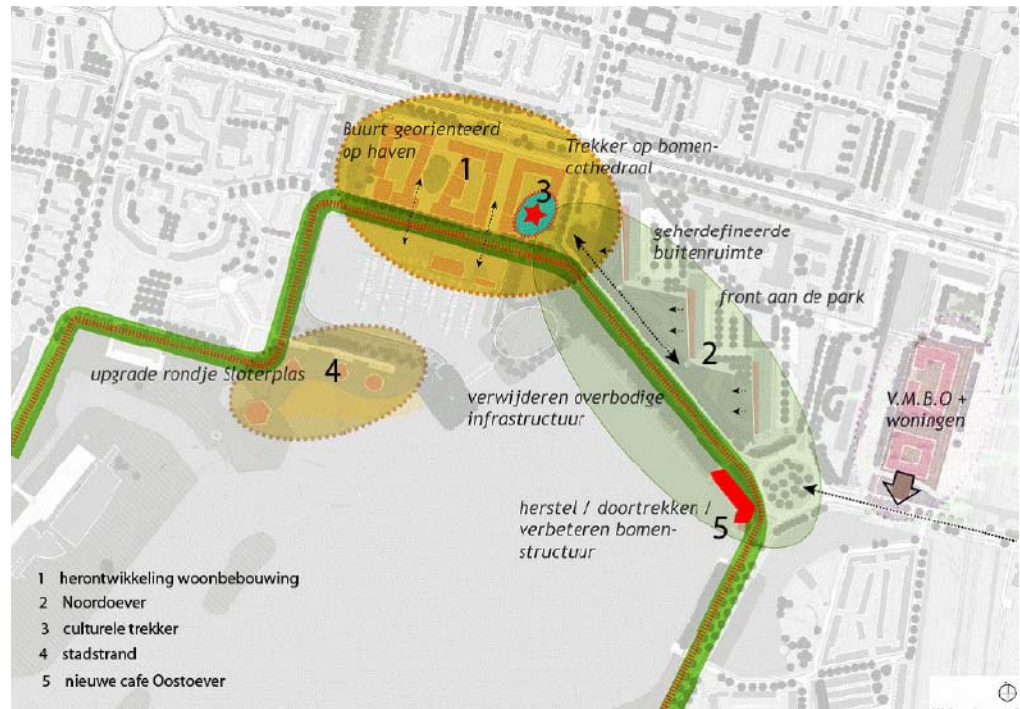 Buurt georienteerd
op haven
1
Trekker op bomen-
cathedraal
3
geherdefineerde
buitenruimte
front aan de park
2
upgrade rondje Sloterplas
4
verwijderen overbodige
infrastructuur
V.M.B.O +
woningen
herstel / doortrekken /
verbeteren bomen-
structuur
5
1 herontwikkeling woonbebouwing
2 Noordoever
3 culturele trekker
4 stadstrand
5 nieuwe cafe Oostoever